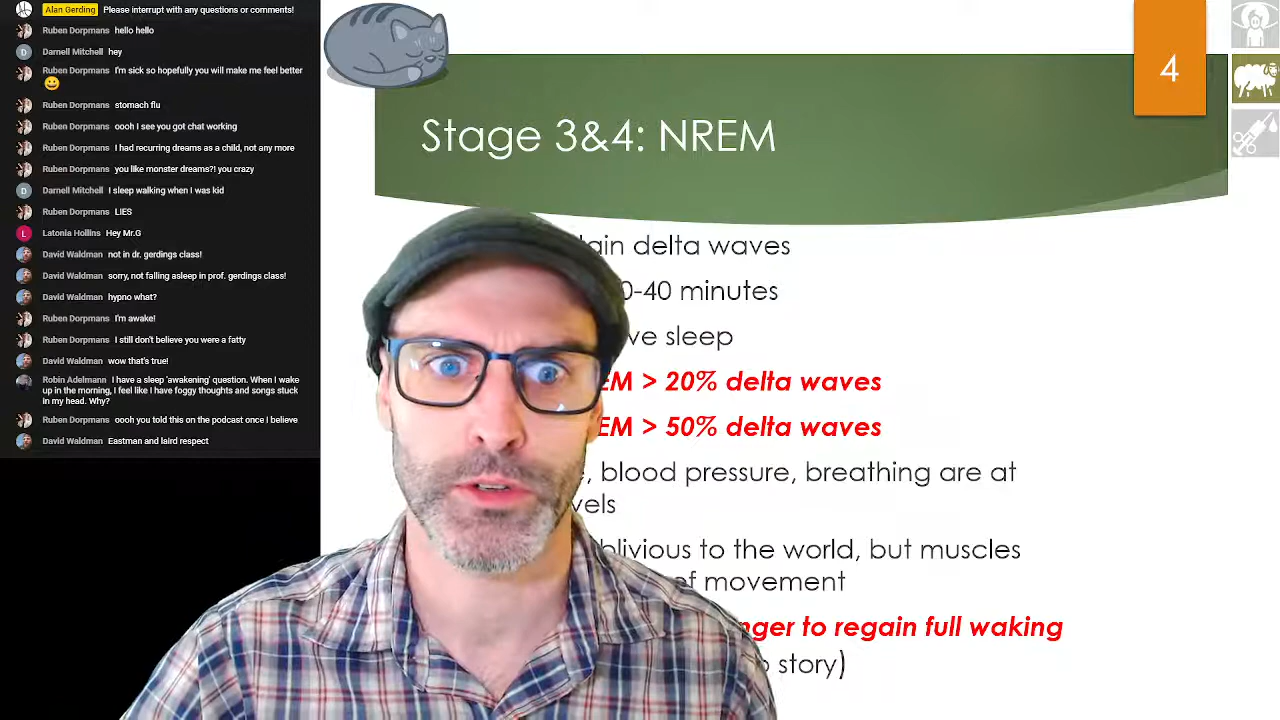 Alan Gerding Please interrupt with any questions or comments!
Ruben Dorpmans hello hello
D Darnell Mitchell hey
Ruben Dorpmans I'm sick so hopefully you will make me feel better
Ruben Dorpmans stomach flu
Ruben Dorpmans oooh I see you got chat working
Ruben Dorpmans I had recurring dreams as a child, not any more
Ruben Dorpmans you like monster dreams?! you crazy
D Darnell Mitchell I sleep walking when I was kid
Ruben Dorpmans LIES
L Latonia Hollins Hey Mr.G
David Waldman not in dr. gerdings class!
David Waldman sorry, not falling asleep in prof. gerdings class!
David Waldman hypno what?
Ruben Dorpmans I'm awake!
Ruben Dorpmans I still don't believe you were a fatty
David Waldman wow that's true!
Robin Adelmann I have a sleep 'awakening' question. When I wake
up in the morning, I feel like I have foggy thoughts and songs stuck
in my head. Why?
Ruben Dorpmans oooh you told this on the podcast once I believe
David Waldman Eastman and laird respect
4
Stage 3&4: NREM
delta waves
0-40 minutes
sleep
> 20% delta waves
> 50% delta waves
blood pressure, breathing are at
to the world, but muscles
of movement
to regain full waking
story)